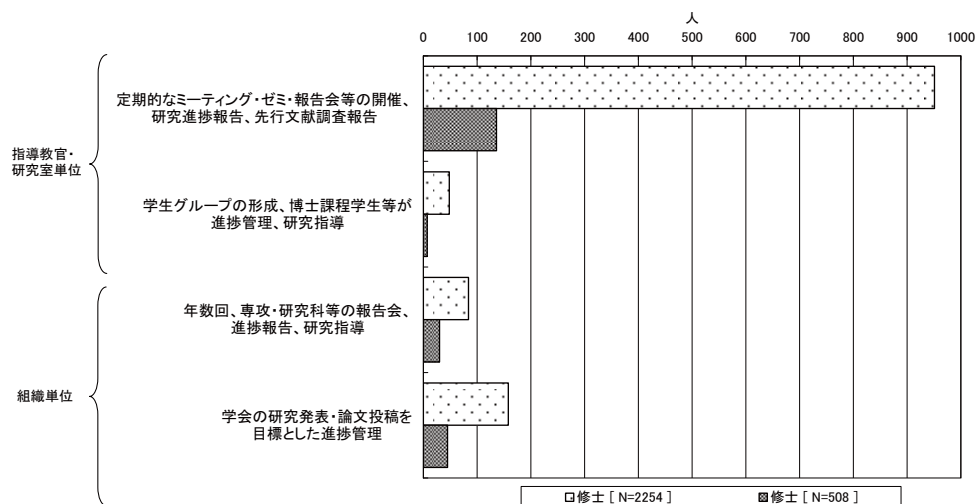 人
0 100 200 300 400 500 600 700 800 900 1000
指導教官・
研究室単位
定期的なミーティング・ゼミ・報告会等の開催、
研究進捗報告、先行文献調査報告
学生グループの形成、博士課程学生等が
進捗管理、研究指導
組織単位
年数回、専攻・研究科等の報告会、
進捗報告、研究指導
学会の研究発表・論文投稿を
目標とした進捗管理
修士 [ N=2254 ] 修士 [ N=508 ]